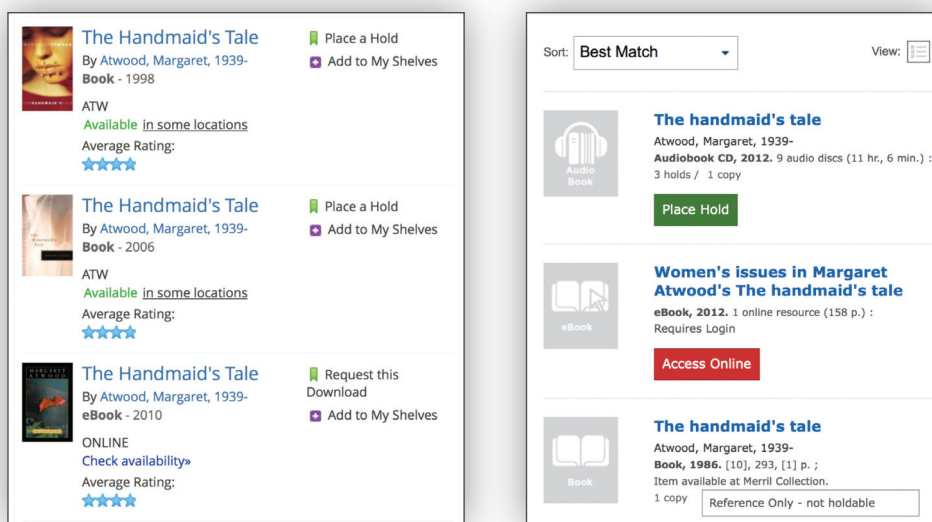 The Handmaid's Tale
By Atwood, Margaret, 1939-
Book - 1998
ATW
Available in some locations
Average Rating:
Place a Hold
Add to My Shelves
The Handmaid's Tale
By Atwood, Margaret, 1939-
Book - 2006
ATW
Available in some locations
Average Rating:
Place a Hold
Add to My Shelves
MARGARET
ATWOOD
The Handmaid's Tale
By Atwood, Margaret, 1939-
eBook - 2010
ONLINE
Check availability»
Average Rating:
Request this
Download
Add to My Shelves
Sort: Best Match
View:
Audio
Book
The handmaid's tale
Atwood, Margaret, 1939-
Audiobook CD, 2012. 9 audio discs (11 hr., 6 min.) :
3 holds / 1 copy
Place Hold
eBook
Women's issues in Margaret
Atwood's The handmaid's tale
eBook, 2012. 1 online resource (158 p.) :
Requires Login
Access Online
Book
The handmaid's tale
Atwood, Margaret, 1939-
Book, 1986. [10], 293, [1] p. ;
Item available at Merril Collection.
1 copy
Reference Only - not holdable